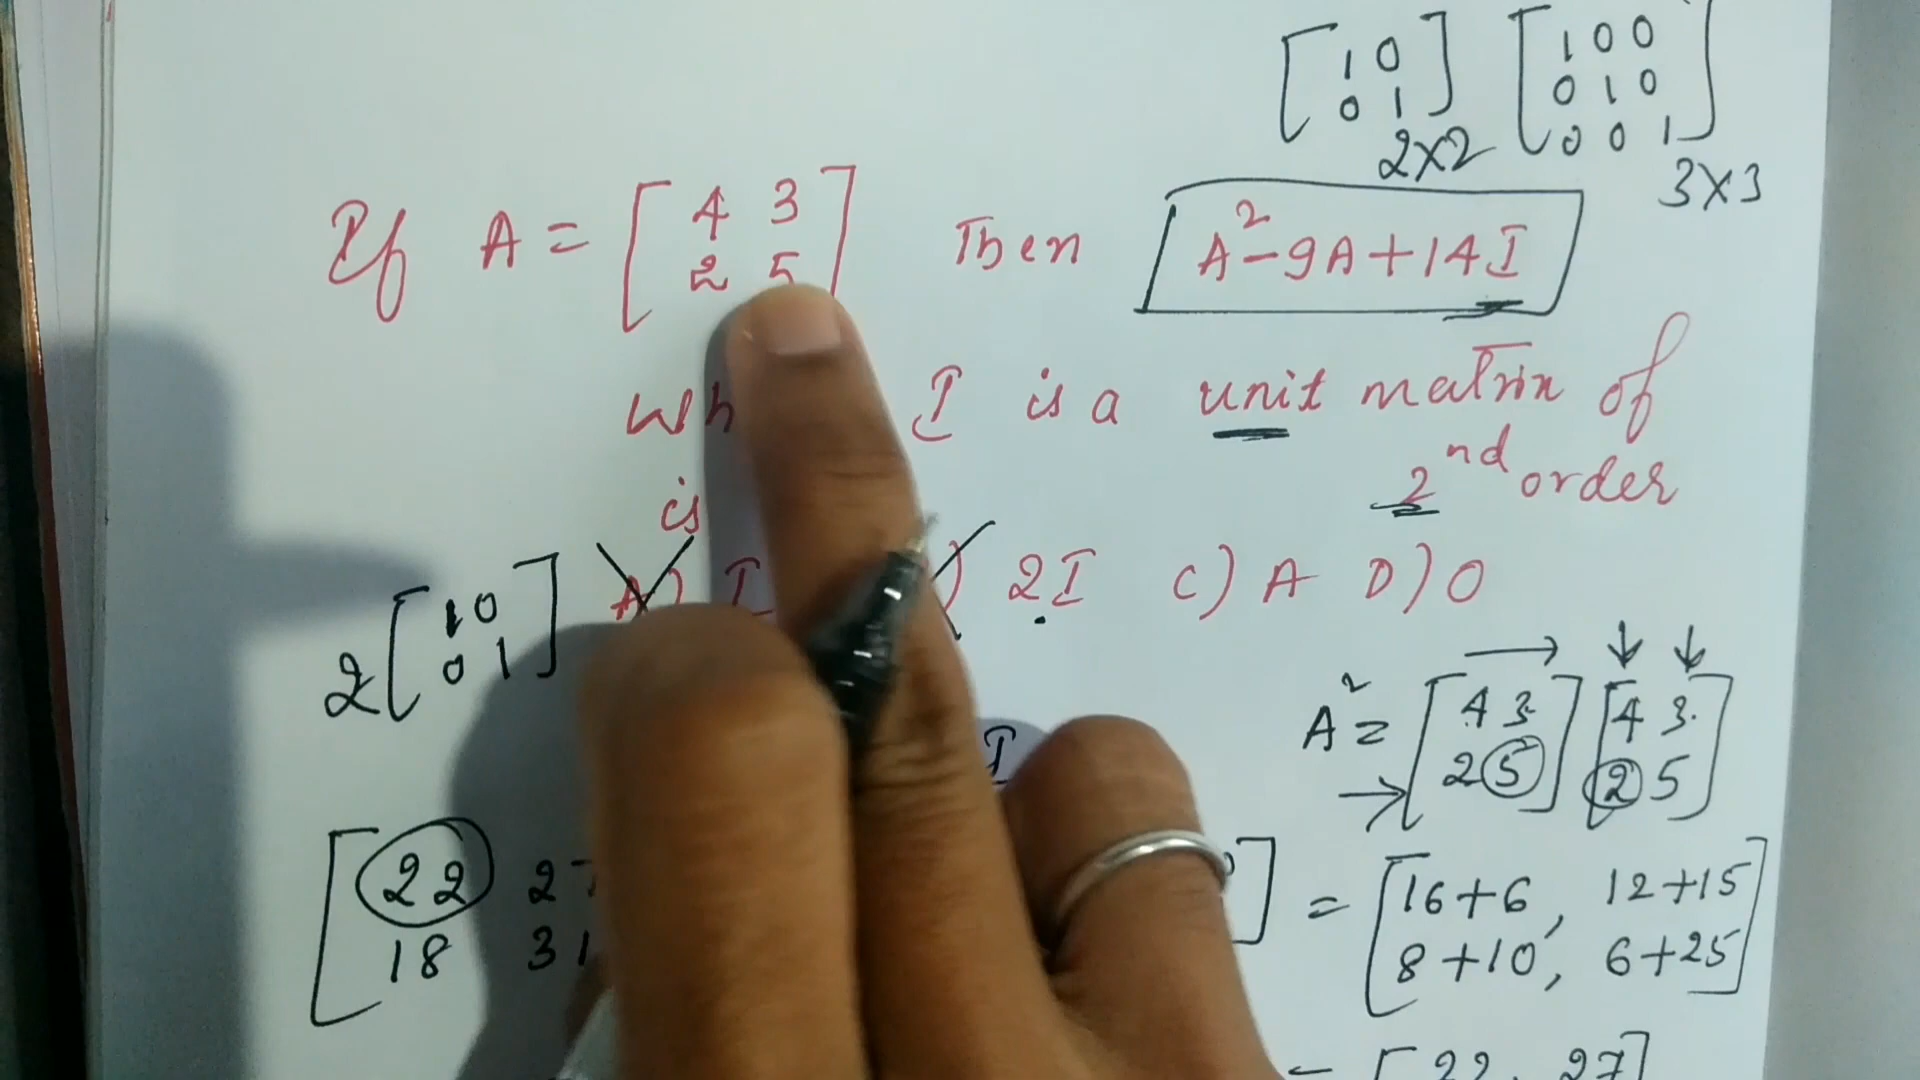 [1 0 [1 0 0
0 1] 0 1 0
2×2 0 0 1]
3×3
If A = [4 3 Then A²-9A+14I
2 5]
I is a unit matrix of
is 2nd order
A) I ) 2I C) A D) O
2[1 0
0 1]
A² = [4 3 [4 3
2 5] 2 5]
I
[22
18 = [16+6, 12+15
8+10, 6+25]
= [22, 27]